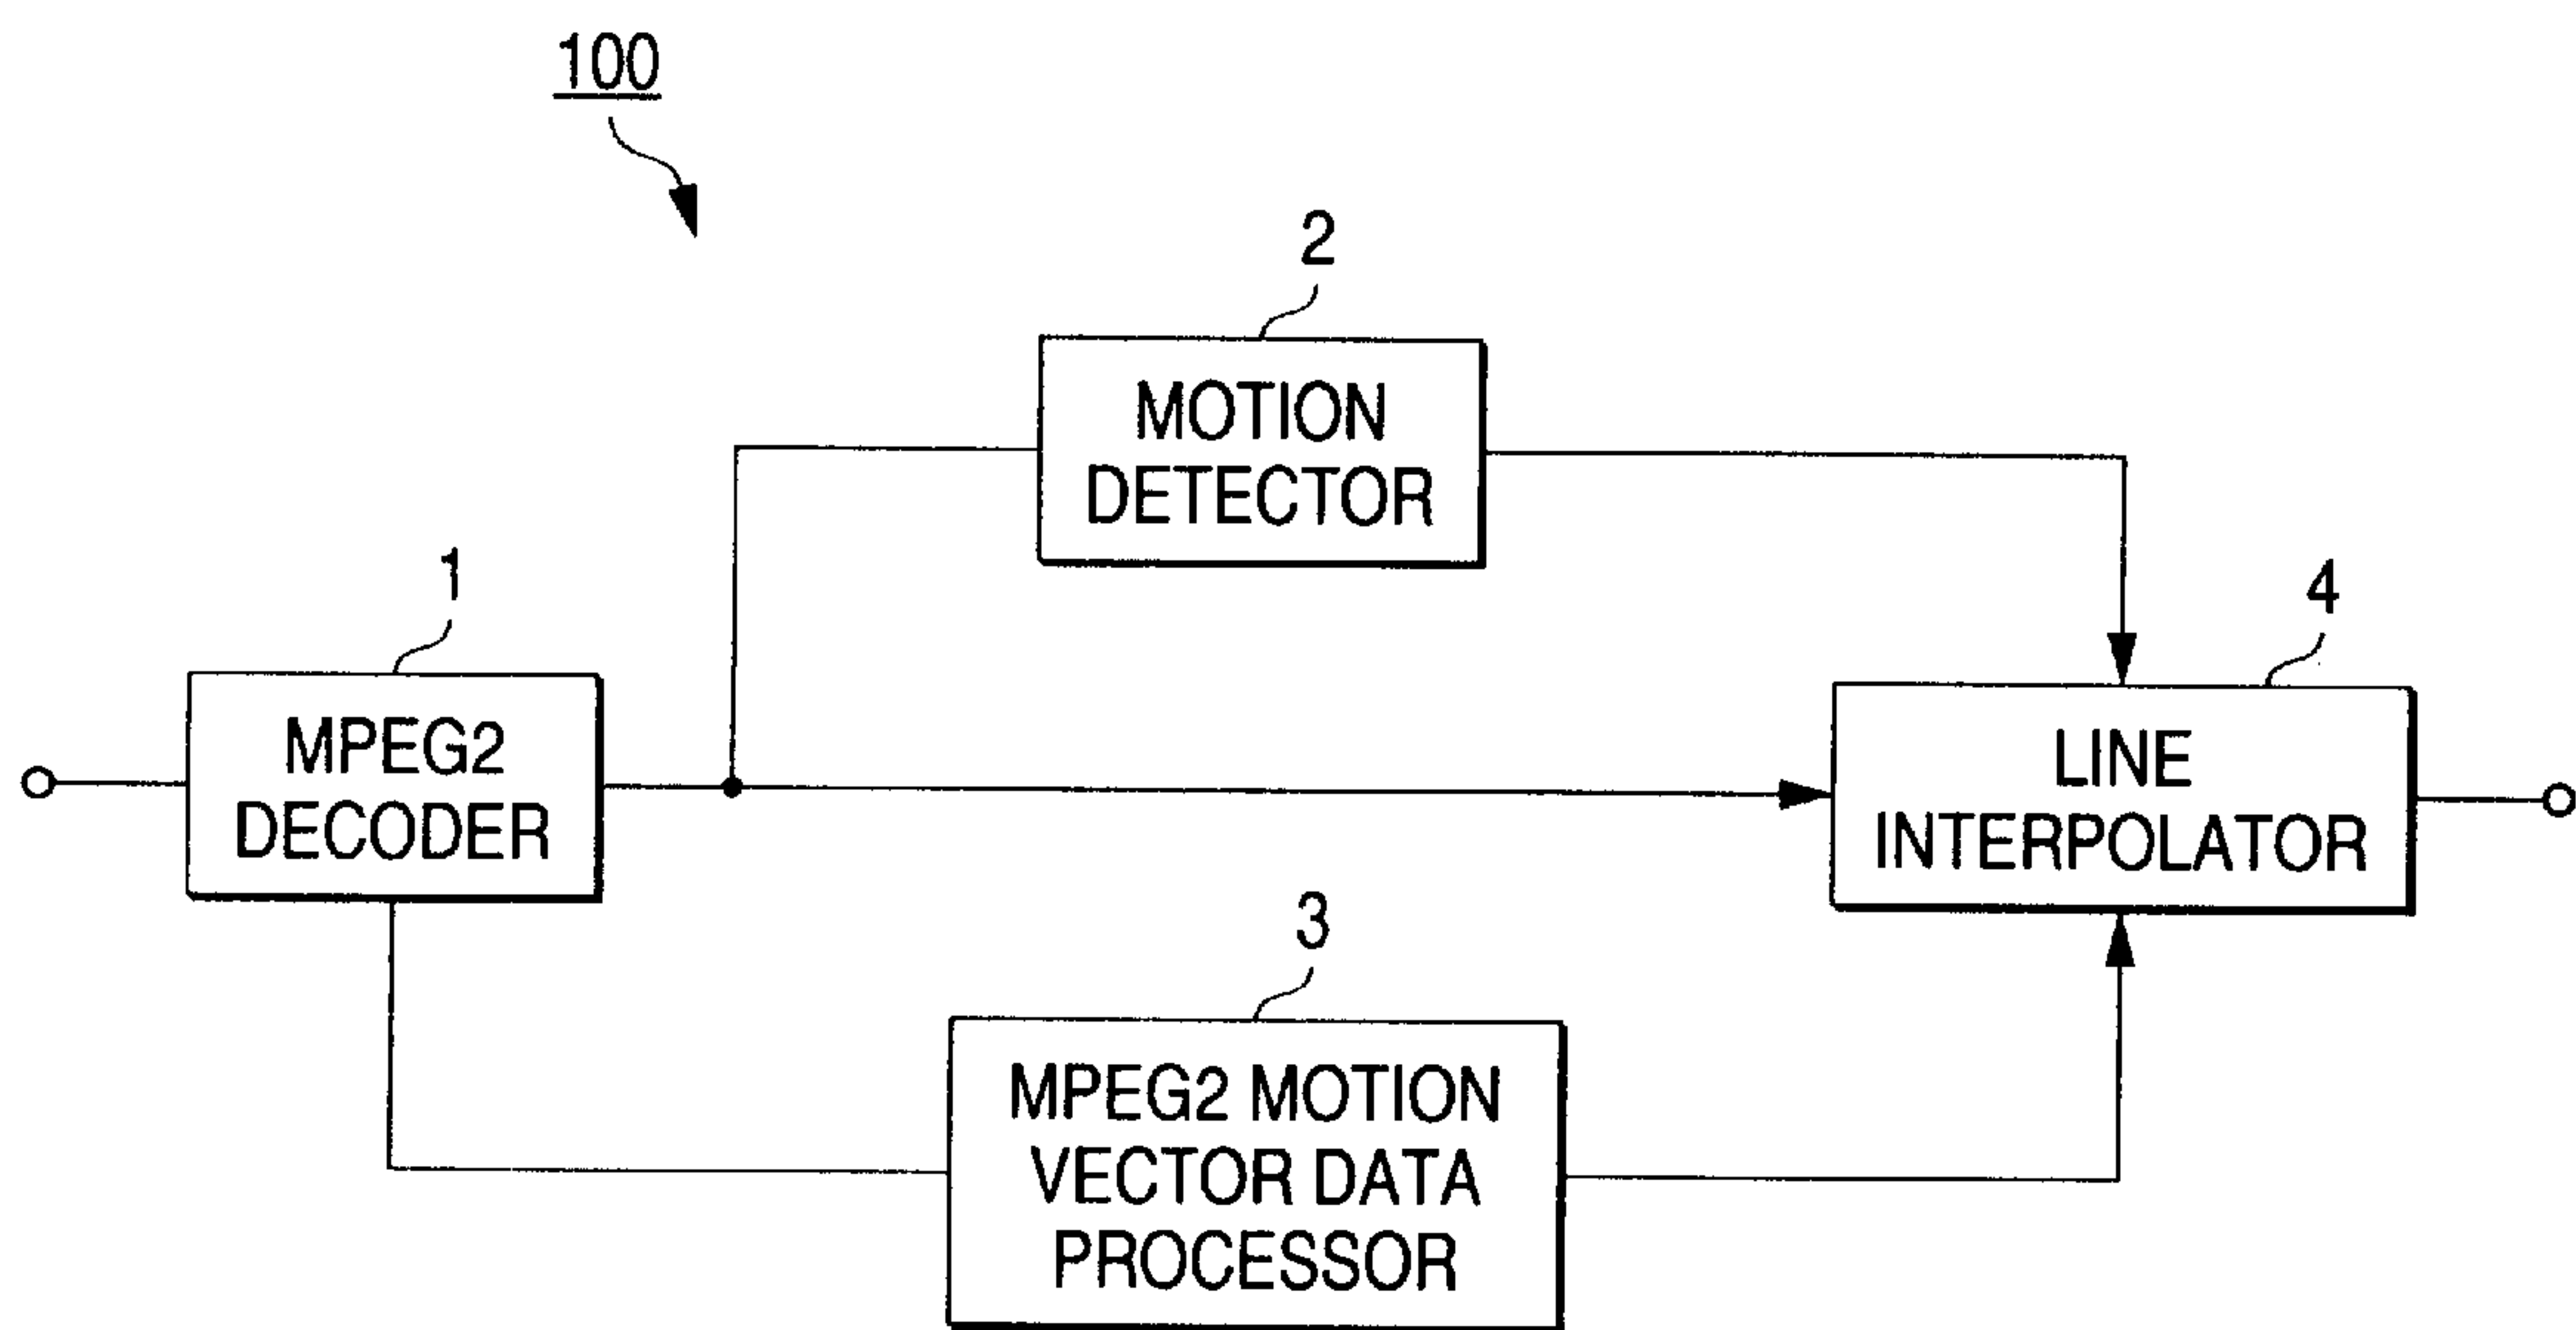 100
2
MOTION
DETECTOR
1
MPEG2
DECODER
4
LINE
INTERPOLATOR
3
MPEG2 MOTION
VECTOR DATA
PROCESSOR